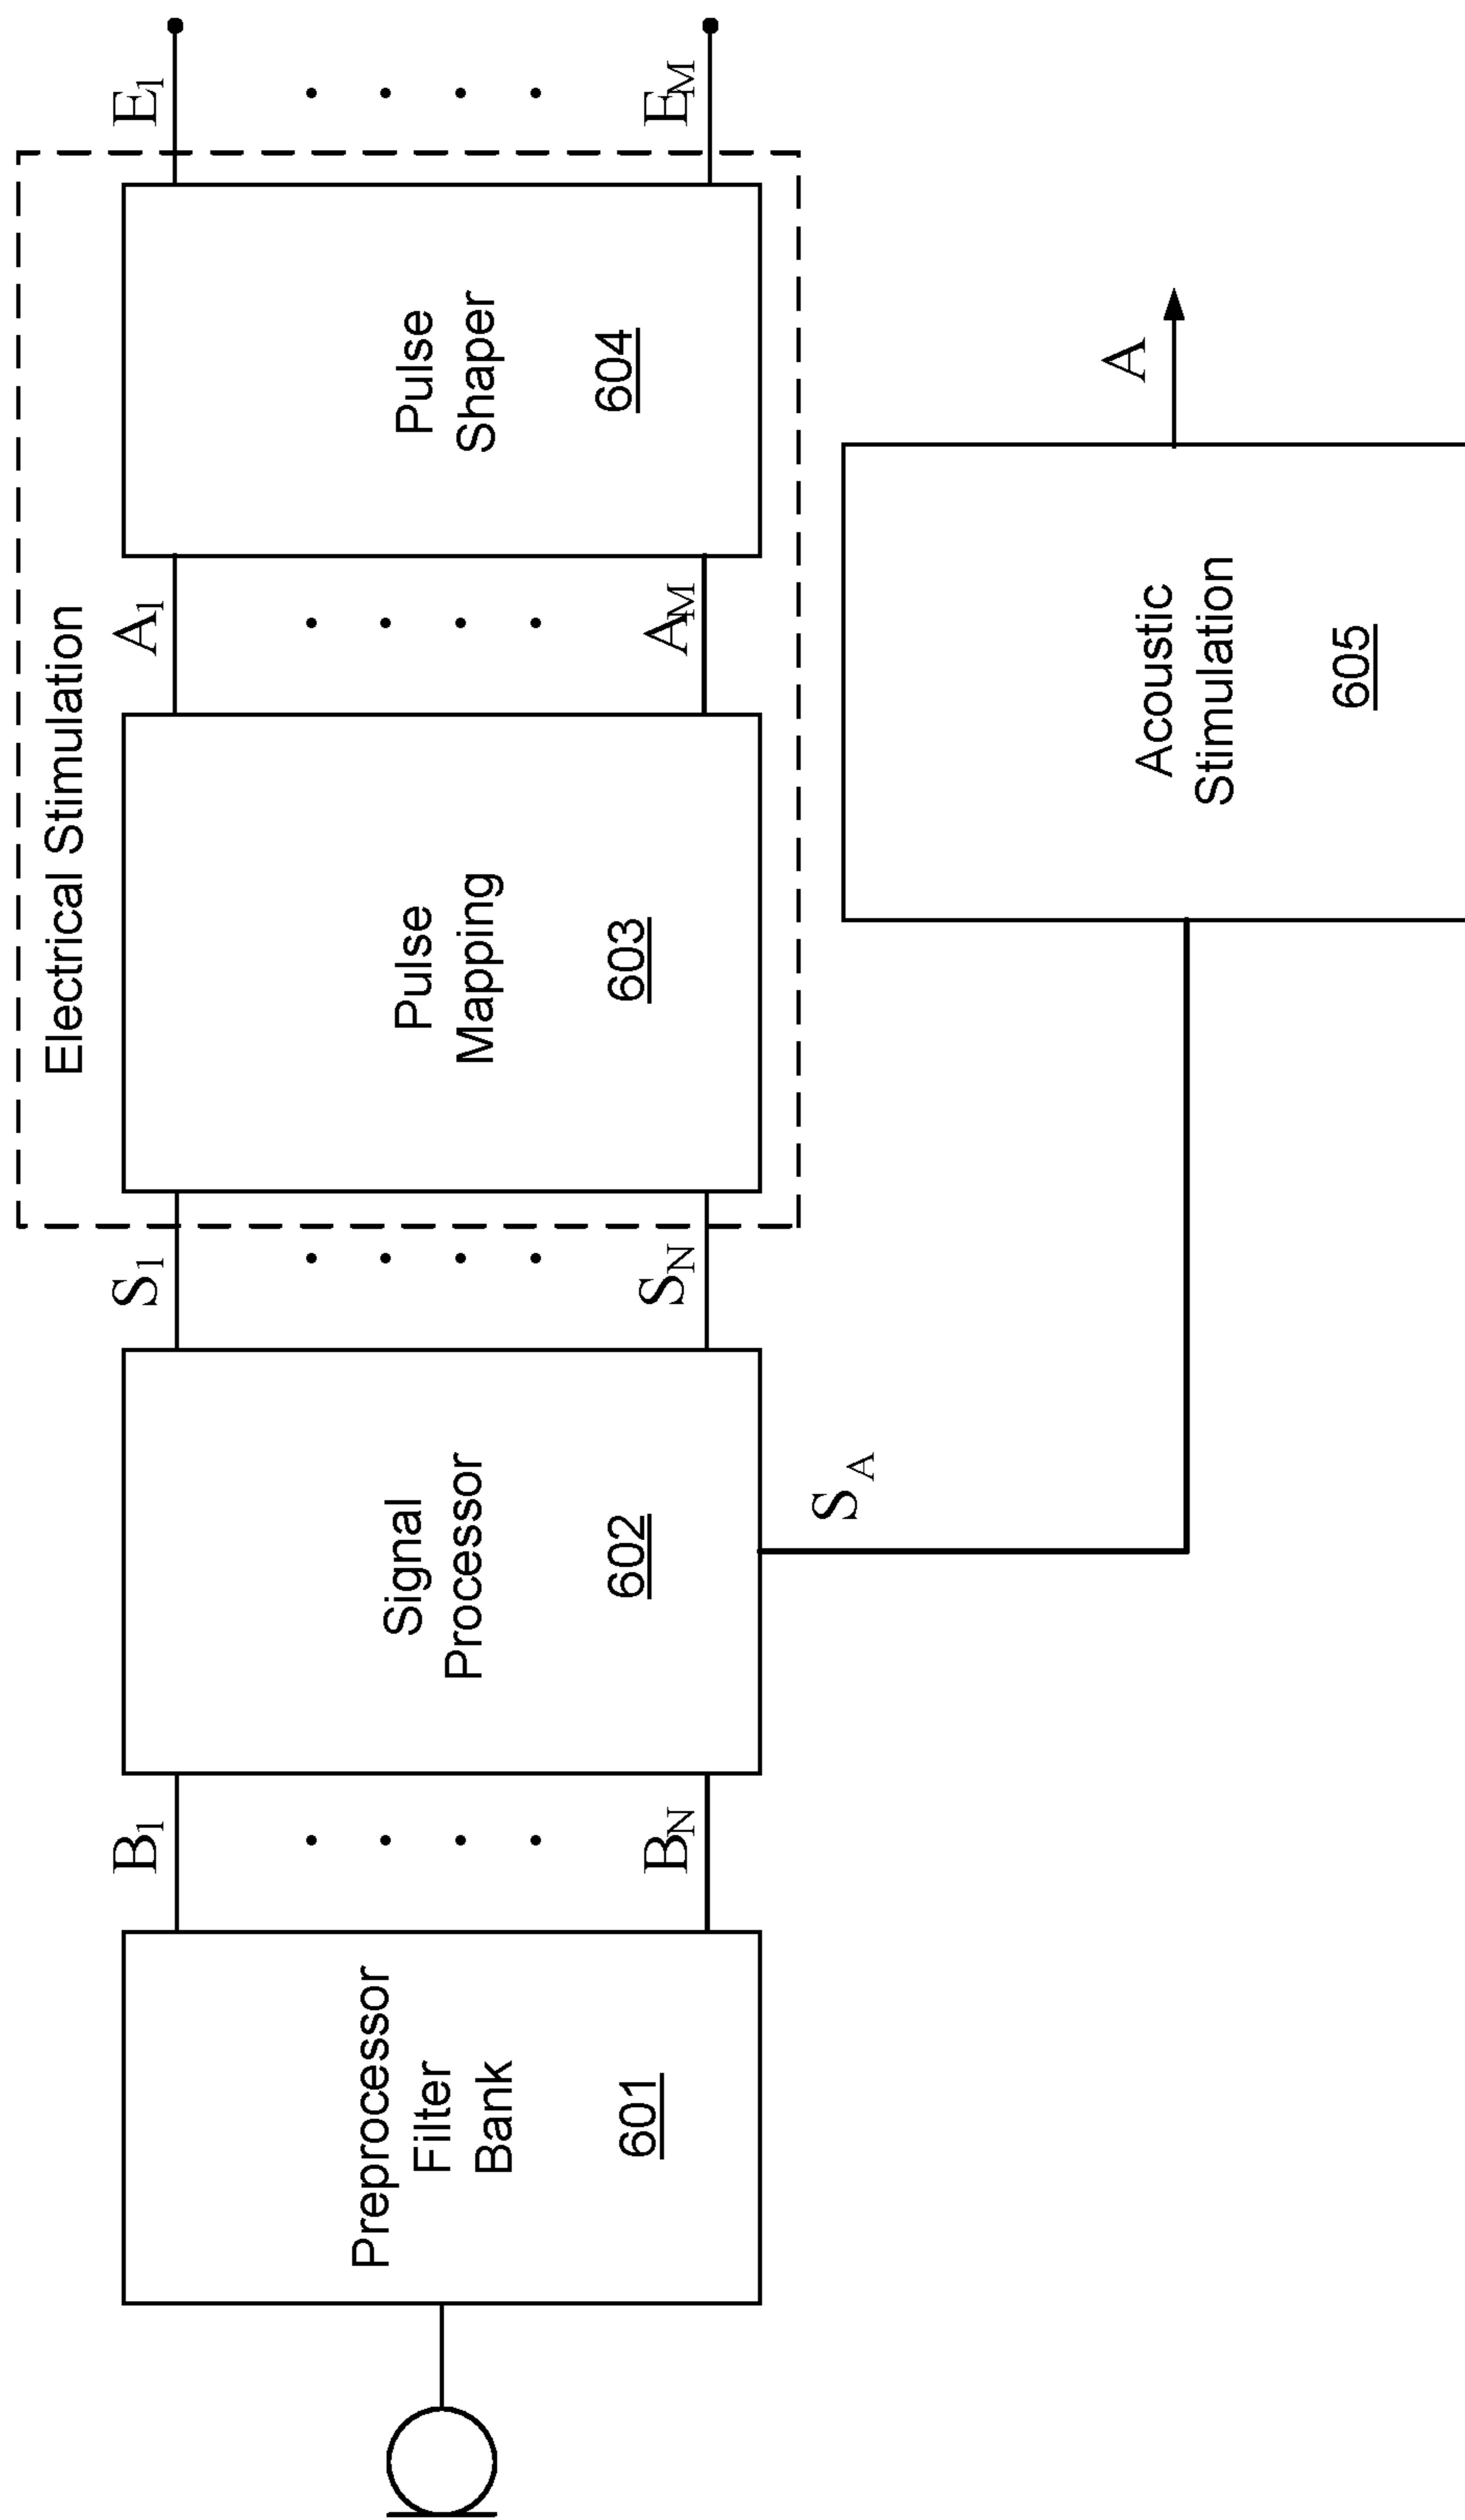 Electrical Stimulation
Preprocessor
Filter
Bank
601
B1
BN
Signal
Processor
602
S1
SN
Pulse
Mapping
603
A1
AM
Pulse
Shaper
604
E1
EM
SA
Acoustic
Stimulation
605
A